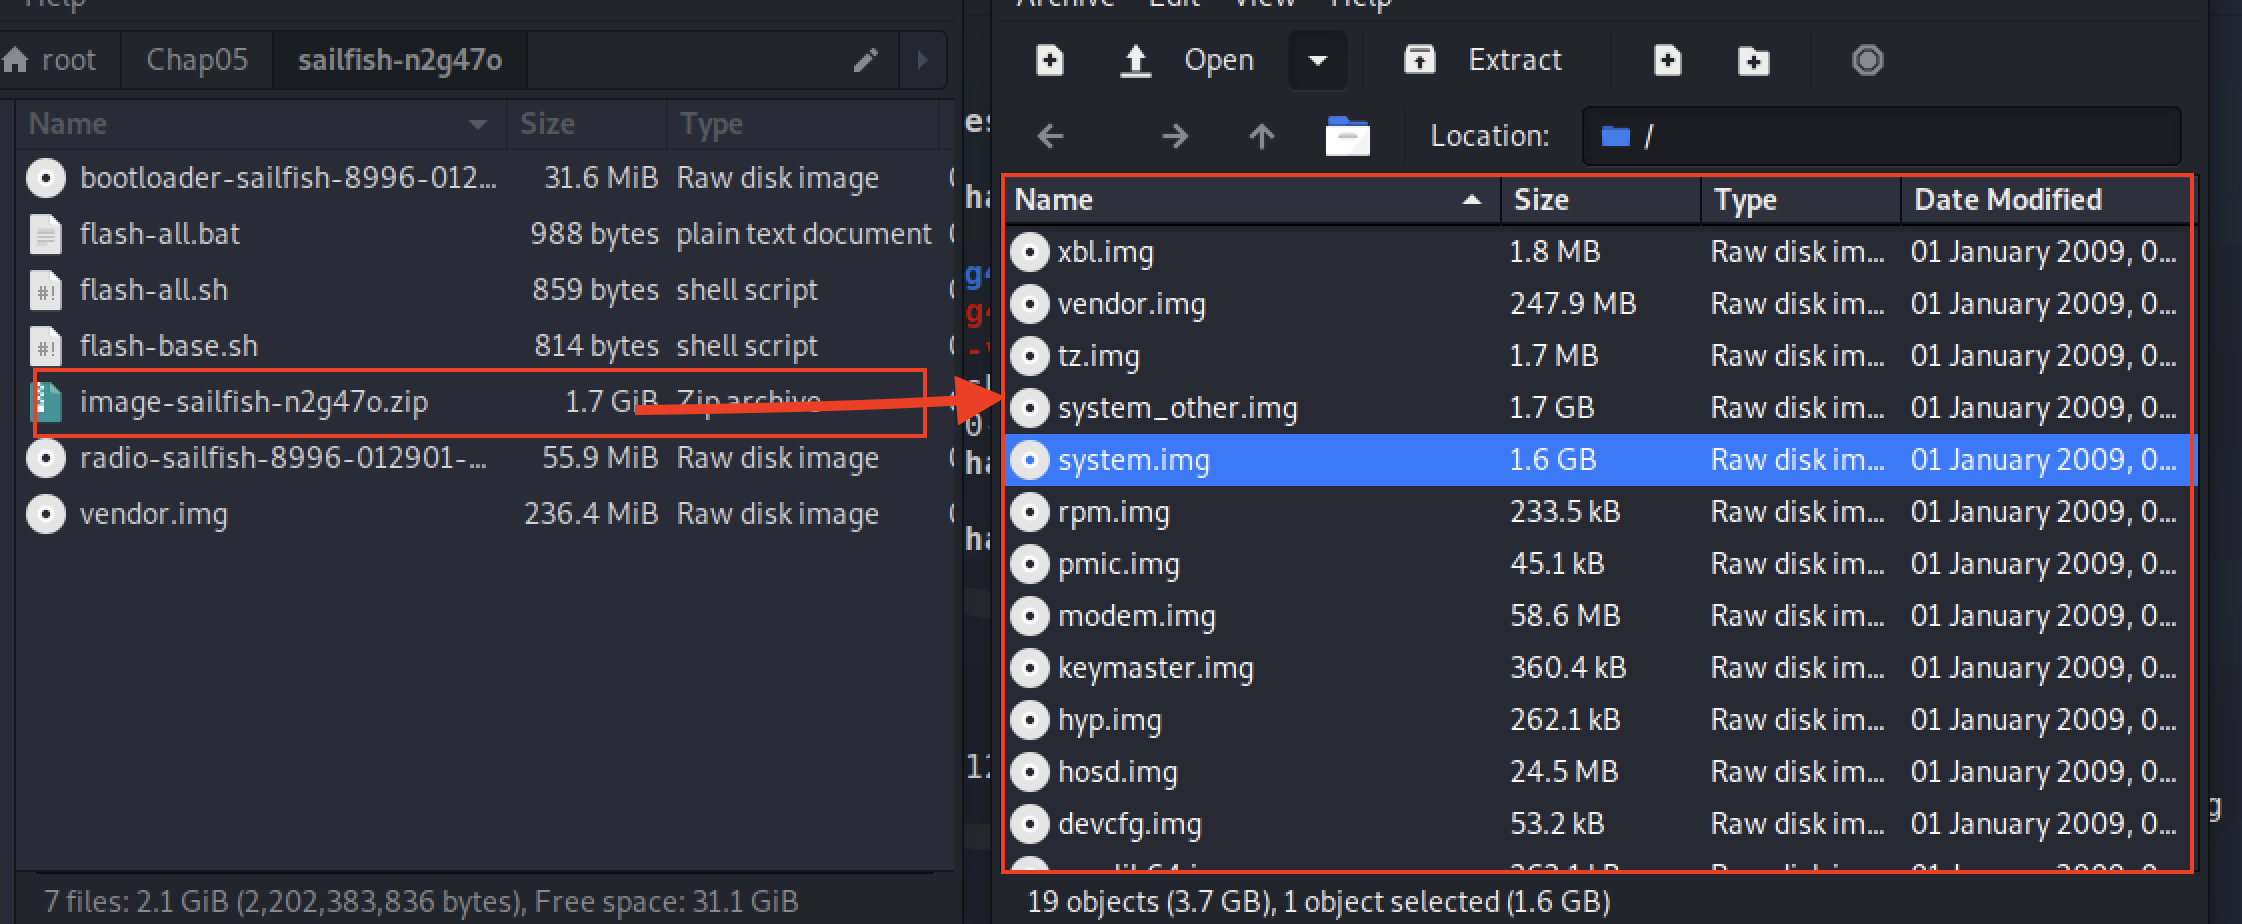 Help
root Chap05 sailfish-n2g47o
Name Size Type
bootloader-sailfish-8996-012... 31.6 MiB Raw disk image
flash-all.bat 988 bytes plain text document
flash-all.sh 859 bytes shell script
flash-base.sh 814 bytes shell script
image-sailfish-n2g47o.zip 1.7 GiB Zip archive
radio-sailfish-8996-012901-... 55.9 MiB Raw disk image
vendor.img 236.4 MiB Raw disk image
7 files: 2.1 GiB (2,202,383,836 bytes), Free space: 31.1 GiB
Archive Edit View Help
Open Extract
Location: /
Name Size Type Date Modified
xbl.img 1.8 MB Raw disk im... 01 January 2009, 0...
vendor.img 247.9 MB Raw disk im... 01 January 2009, 0...
tz.img 1.7 MB Raw disk im... 01 January 2009, 0...
system_other.img 1.7 GB Raw disk im... 01 January 2009, 0...
system.img 1.6 GB Raw disk im... 01 January 2009, 0...
rpm.img 233.5 kB Raw disk im... 01 January 2009, 0...
pmic.img 45.1 kB Raw disk im... 01 January 2009, 0...
modem.img 58.6 MB Raw disk im... 01 January 2009, 0...
keymaster.img 360.4 kB Raw disk im... 01 January 2009, 0...
hyp.img 262.1 kB Raw disk im... 01 January 2009, 0...
hosd.img 24.5 MB Raw disk im... 01 January 2009, 0...
devcfg.img 53.2 kB Raw disk im... 01 January 2009, 0...
19 objects (3.7 GB), 1 object selected (1.6 GB)